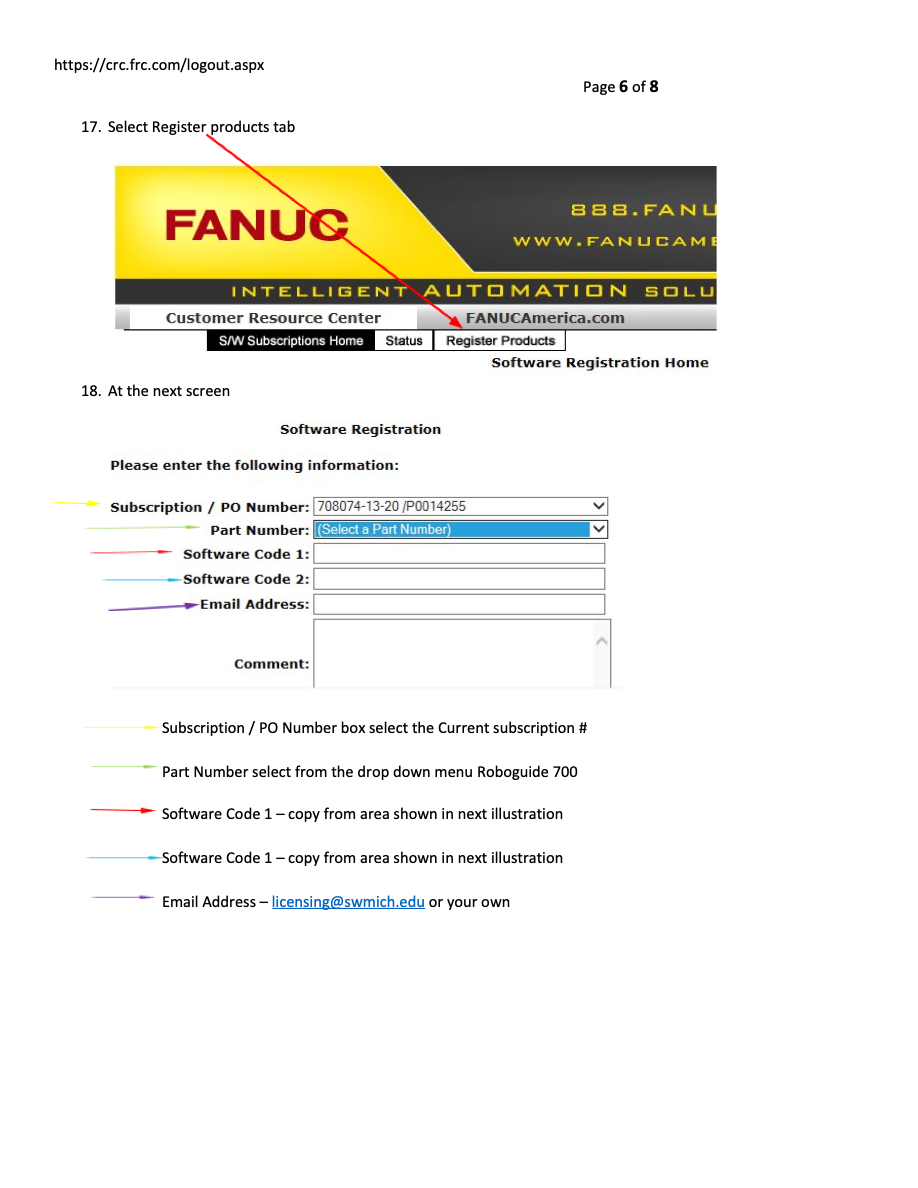 https://crc.frc.com/logout.aspx
Page 6 of 8
17. Select Register products tab
FANUC
888.FANU
WWW.FANUCAME
INTELLIGENT AUTOMATION SOLU
Customer Resource Center FANUCAmerica.com
S/W Subscriptions Home Status Register Products
Software Registration Home
18. At the next screen
Software Registration
Please enter the following information:
Subscription / PO Number: 708074-13-20 /P0014255
Part Number: (Select a Part Number)
Software Code 1:
Software Code 2:
Email Address:
Comment:
Subscription / PO Number box select the Current subscription #
Part Number select from the drop down menu Roboguide 700
Software Code 1 – copy from area shown in next illustration
Software Code 1 – copy from area shown in next illustration
Email Address – licensing@swmich.edu or your own